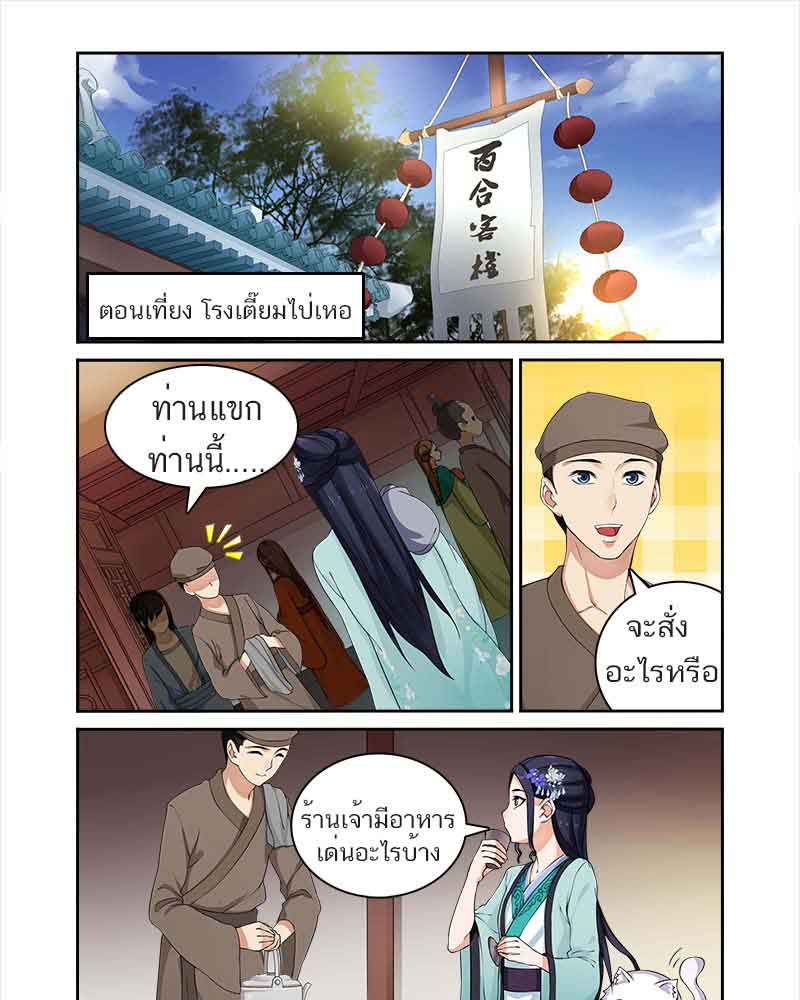 百合客棧
ตอนเที่ยง โรงเตี๊ยมไป่เหอ
ท่านแขก
ท่านนี้.....
จะสั่ง
อะไรหรือ
ร้านเจ้ามีอาหาร
เด่นอะไรบ้าง